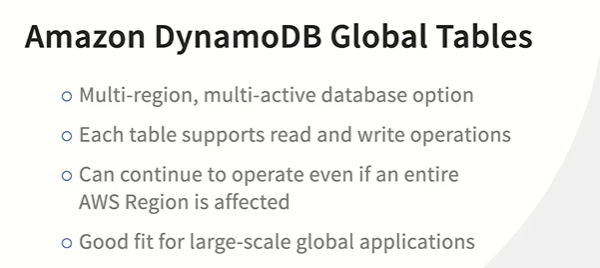 Amazon DynamoDB Global Tables
Multi-region, multi-active database option
Each table supports read and write operations
Can continue to operate even if an entire
AWS Region is affected
Good fit for large-scale global applications